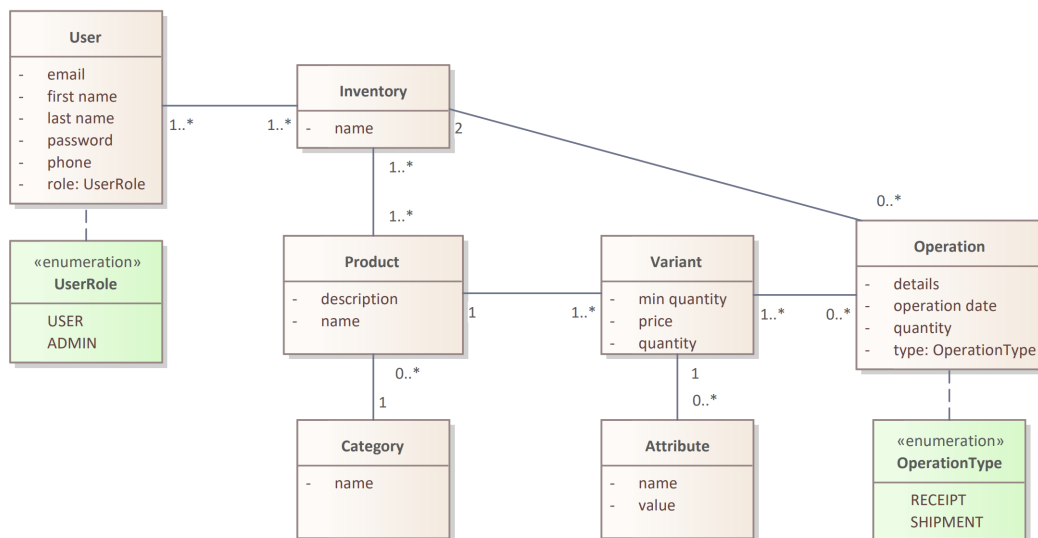 User
- email
- first name
- last name
- password
- phone
- role: UserRole
«enumeration»
UserRole
USER
ADMIN
1..*
1..*
Inventory
- name
2
0..*
1..*
1..*
Product
- description
- name
1
1..*
Variant
- min quantity
- price
- quantity
1..*
0..*
Operation
- details
- operation date
- quantity
- type: OperationType
0..*
1
Category
- name
1
0..*
Attribute
- name
- value
«enumeration»
OperationType
RECEIPT
SHIPMENT